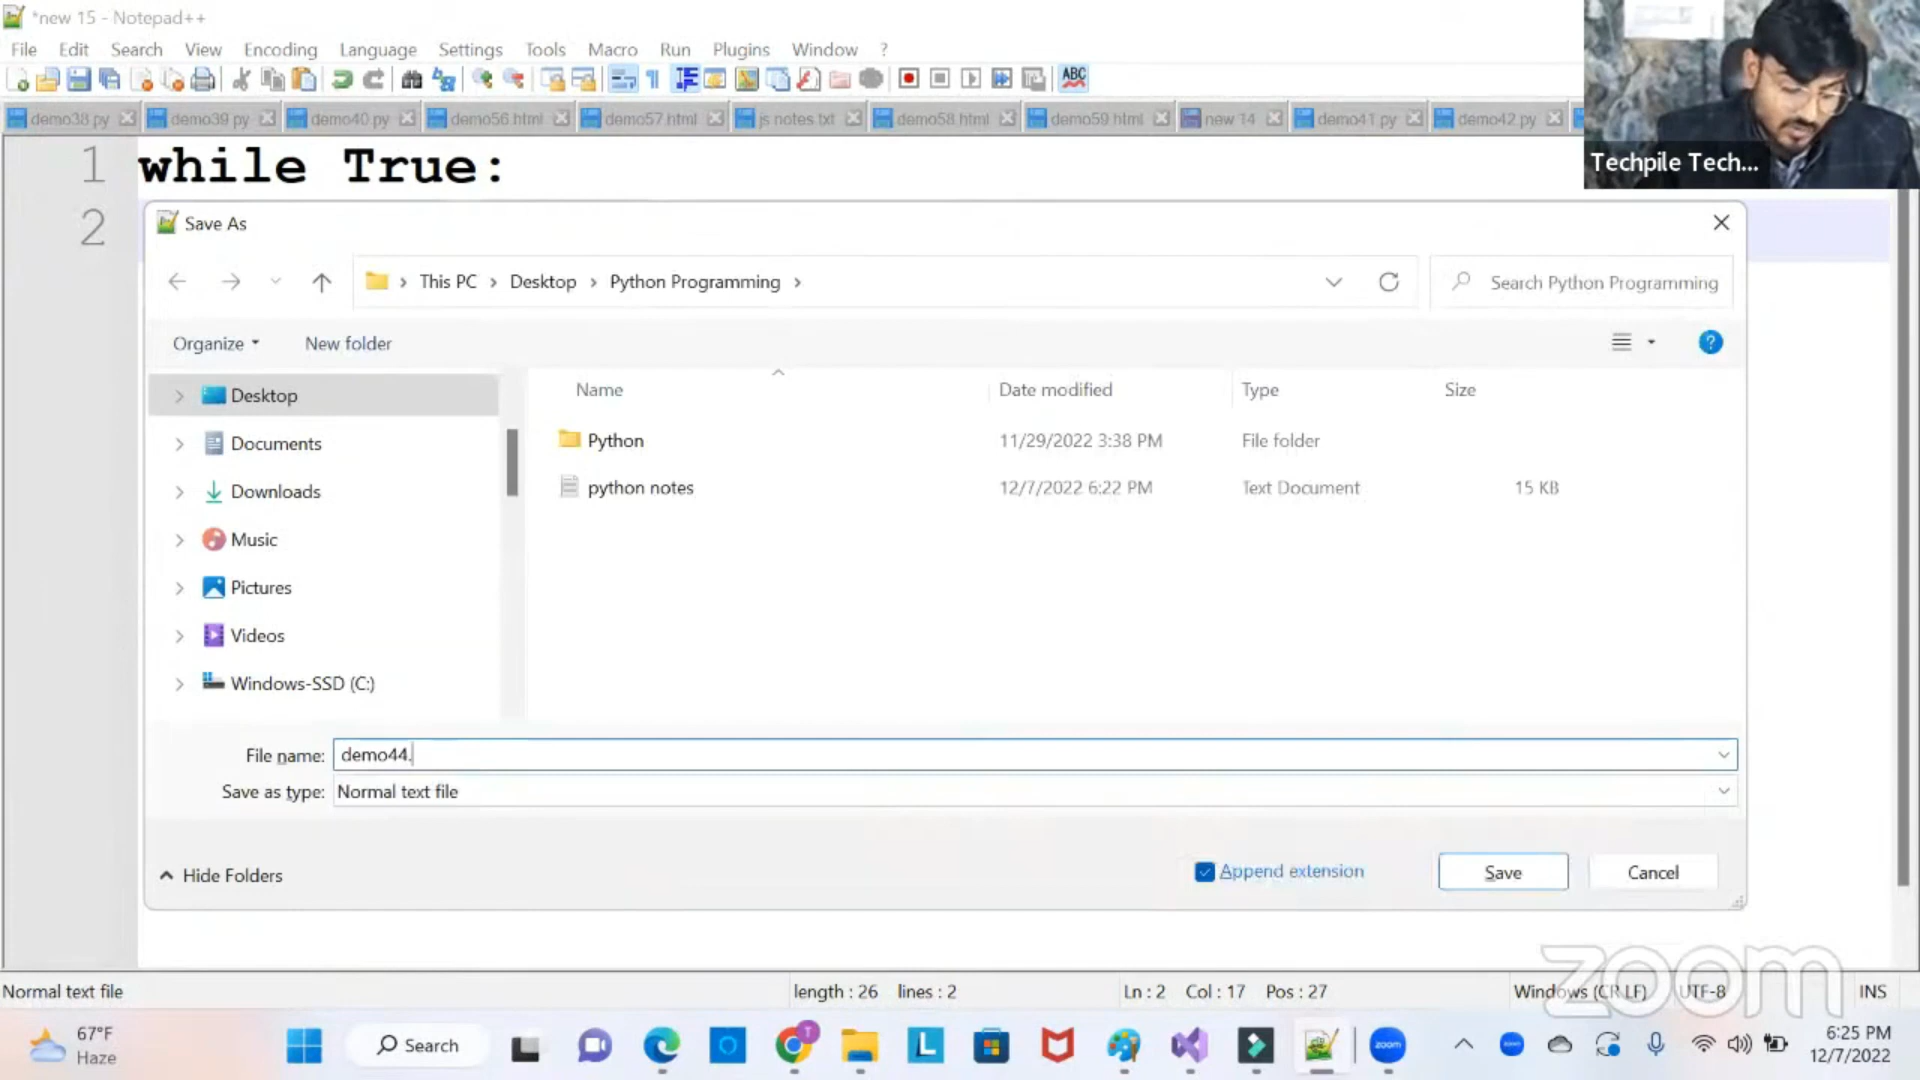 *new 15 - Notepad++
File Edit Search View Encoding Language Settings Tools Macro Run Plugins Window ?
ABC
demo38.py demo39.py demo40.py demo56.html demo57.html js notes.txt demo58.html demo59.html new 14 demo41.py demo42.py
Techpile Tech...
1 while True:
2
Save As
This PC > Desktop > Python Programming >
Search Python Programming
Organize New folder
?
Name Date modified Type Size
Desktop
Python 11/29/2022 3:38 PM File folder
Documents
python notes 12/7/2022 6:22 PM Text Document 15 KB
Downloads
Music
Pictures
Videos
Windows-SSD (C:)
File name: demo44.
Save as type: Normal text file
Hide Folders
Append extension
Save
Cancel
zoom
Normal text file length : 26 lines : 2 Ln : 2 Col : 17 Pos : 27 Windows (CR LF) UTF-8 INS
67°F
Haze
Search
T
L
zoom
6:25 PM
12/7/2022